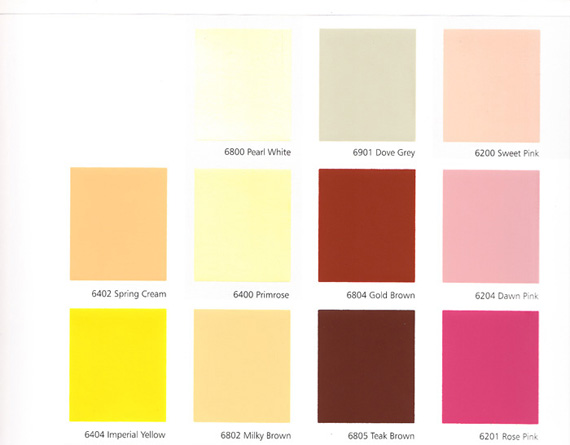 6800 Pearl White
6901 Dove Grey
6200 Sweet Pink
6402 Spring Cream
6400 Primrose
6804 Gold Brown
6204 Dawn Pink
6404 Imperial Yellow
6802 Milky Brown
6805 Teak Brown
6201 Rose Pink